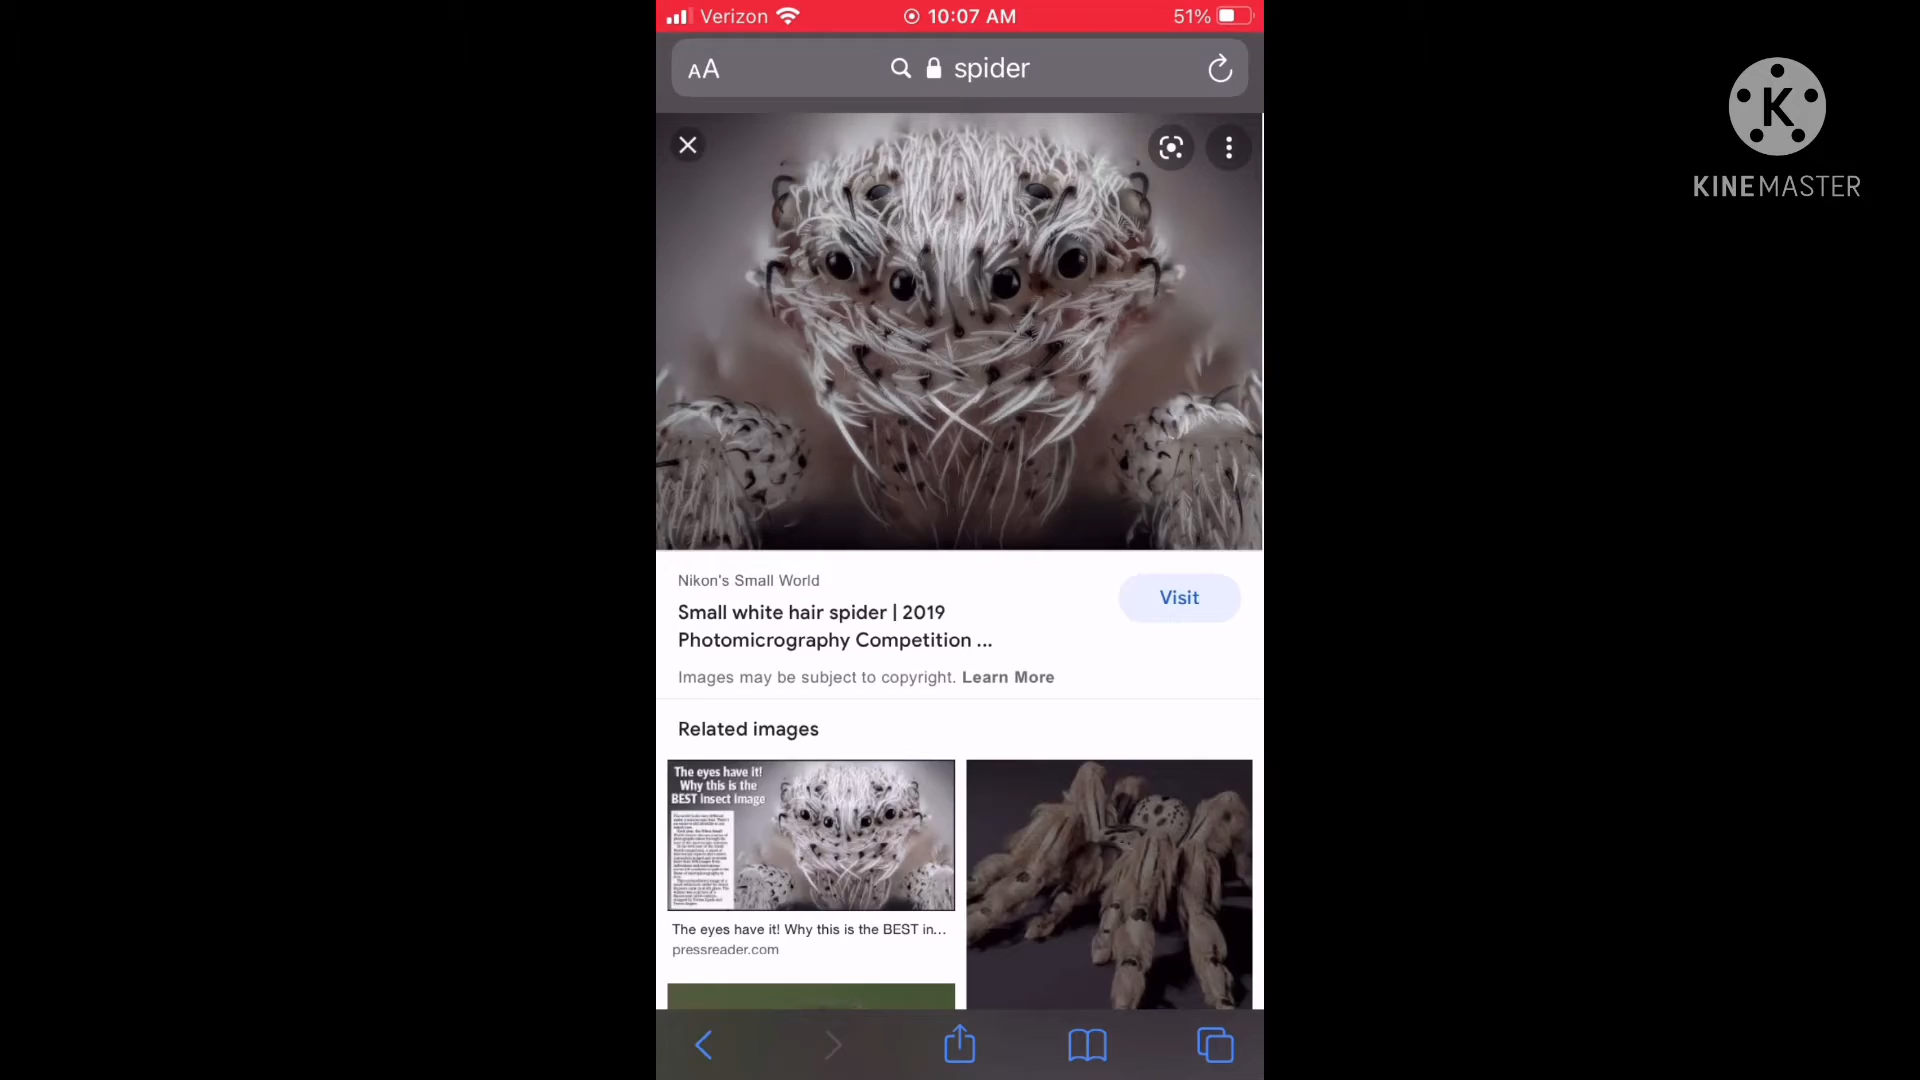 Verizon
10:07 AM
51%
AA
spider
K
KINEMASTER
Nikon's Small World
Small white hair spider | 2019
Photomicrography Competition ...
Visit
Images may be subject to copyright. Learn More
Related images
The eyes have it!
Why this is the
BEST insect image
The eyes have it! Why this is the BEST in...
pressreader.com